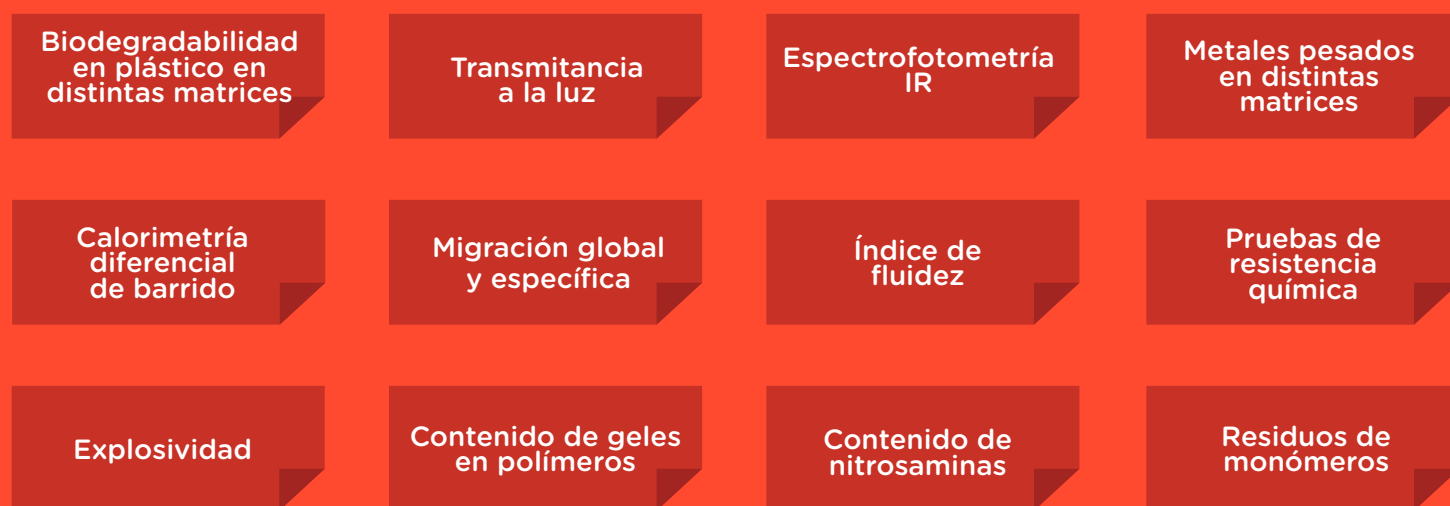 Biodegradabilidad
en plástico en
distintas matrices
Transmitancia
a la luz
Espectrofotometría
IR
Metales pesados
en distintas
matrices
Calorimetría
diferencial
de barrido
Migración global
y específica
Índice de
fluidez
Pruebas de
resistencia
química
Explosividad
Contenido de geles
en polímeros
Contenido de
nitrosaminas
Residuos de
monómeros